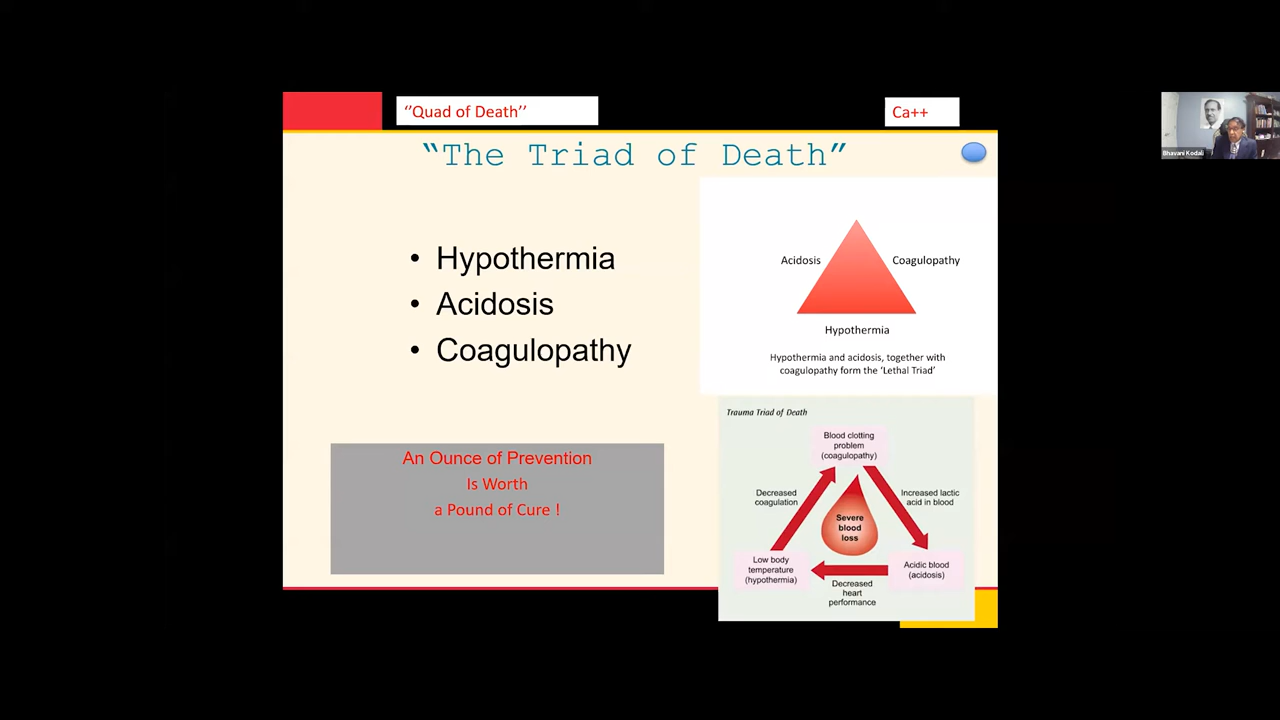 ‘’Quad of Death’’
Ca++
“The Triad of Death”
• Hypothermia
• Acidosis
• Coagulopathy
An Ounce of Prevention
Is Worth
a Pound of Cure !
Acidosis
Coagulopathy
Hypothermia
Hypothermia and acidosis, together with
coagulopathy form the ‘Lethal Triad’
Trauma Triad of Death
Blood clotting
problem
(coagulopathy)
Decreased
coagulation
Increased lactic
acid in blood
Severe
blood
loss
Low body
temperature
(hypothermia)
Acidic blood
(acidosis)
Decreased
heart
performance
Bhavani Kodali